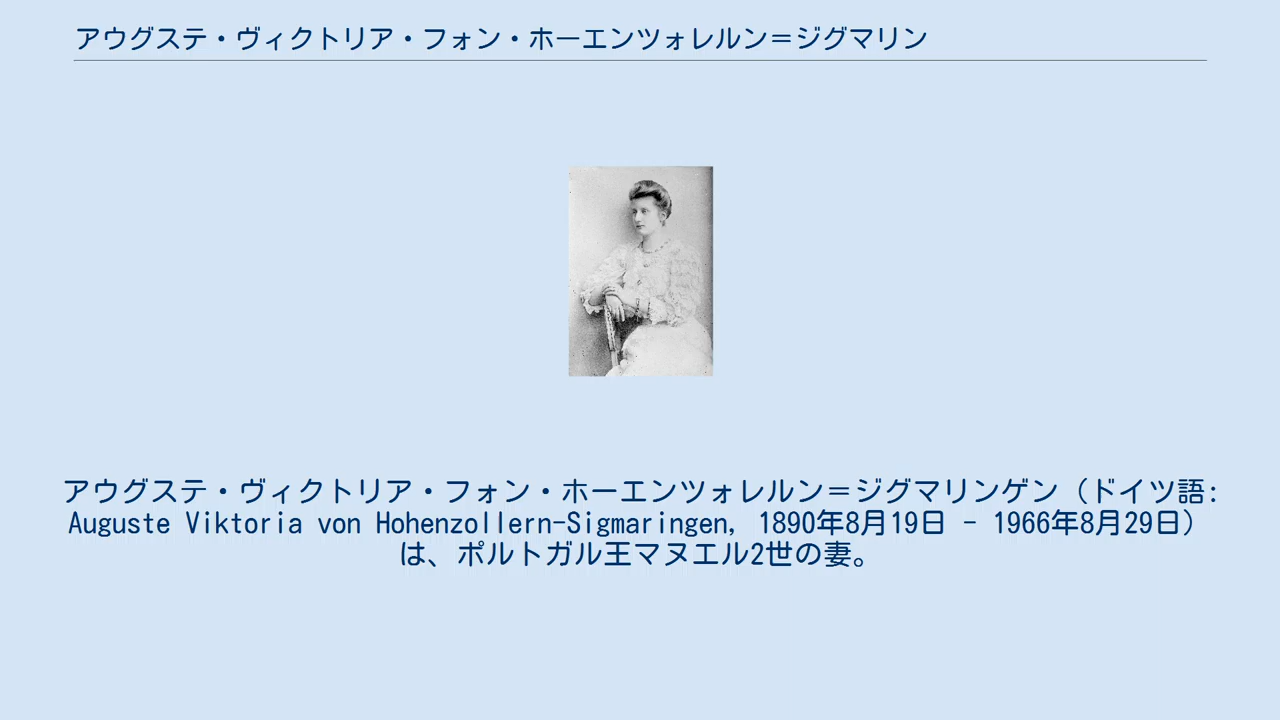 アウグステ・ヴィクトリア・フォン・ホーエンツォレルン＝ジグマリン
アウグステ・ヴィクトリア・フォン・ホーエンツォレルン＝ジグマリンゲン（ドイツ語:
Auguste Viktoria von Hohenzollern-Sigmaringen, 1890年8月19日 - 1966年8月29日）
は、ポルトガル王マヌエル2世の妻。